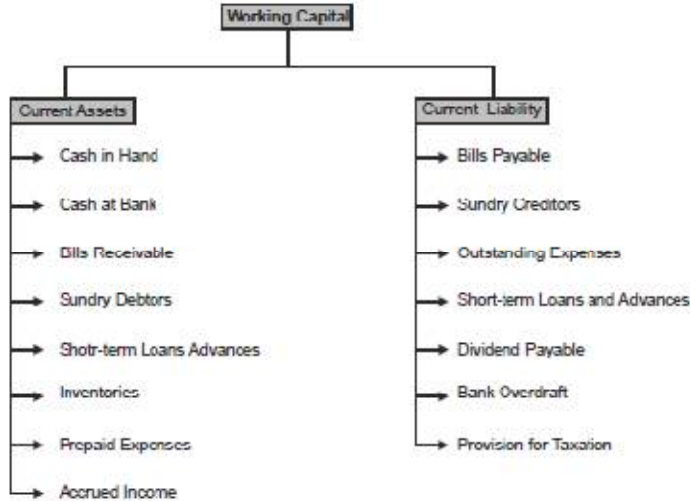 Working Capital
Current Assets
Cash in Hand
Cash at Bank
Bills Receivable
Sundry Debtors
Shotr-term Loans Advances
Inventories
Prepaid Expenses
Accrued Income
Current Liability
Bills Payable
Sundry Creditors
Outstanding Expenses
Short-term Loans and Advances
Dividend Payable
Bank Overdraft
Provision for Taxation